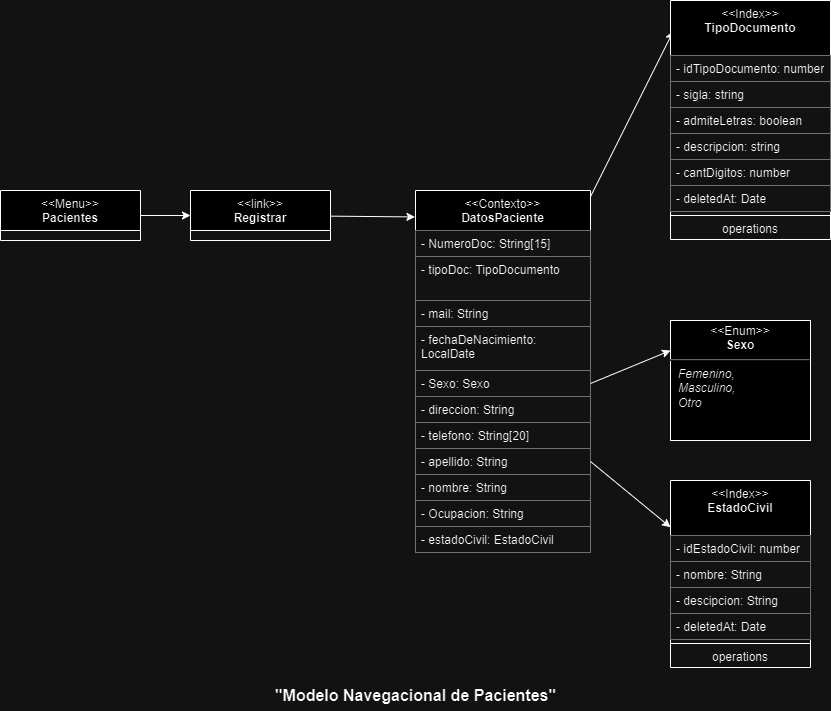 <<Menu>>
Pacientes
<<link>>
Registrar
<<Contexto>>
DatosPaciente
- NumeroDoc: String[15]
- tipoDoc: TipoDocumento
- mail: String
- fechaDeNacimiento:
LocalDate
- Sexo: Sexo
- direccion: String
- telefono: String[20]
- apellido: String
- nombre: String
- Ocupacion: String
- estadoCivil: EstadoCivil
<<Index>>
TipoDocumento
- idTipoDocumento: number
- sigla: string
- admiteLetras: boolean
- descripcion: string
- cantDigitos: number
- deletedAt: Date
operations
<<Enum>>
Sexo
Femenino,
Masculino,
Otro
<<Index>>
EstadoCivil
- idEstadoCivil: number
- nombre: String
- descipcion: String
- deletedAt: Date
operations
"Modelo Navegacional de Pacientes"